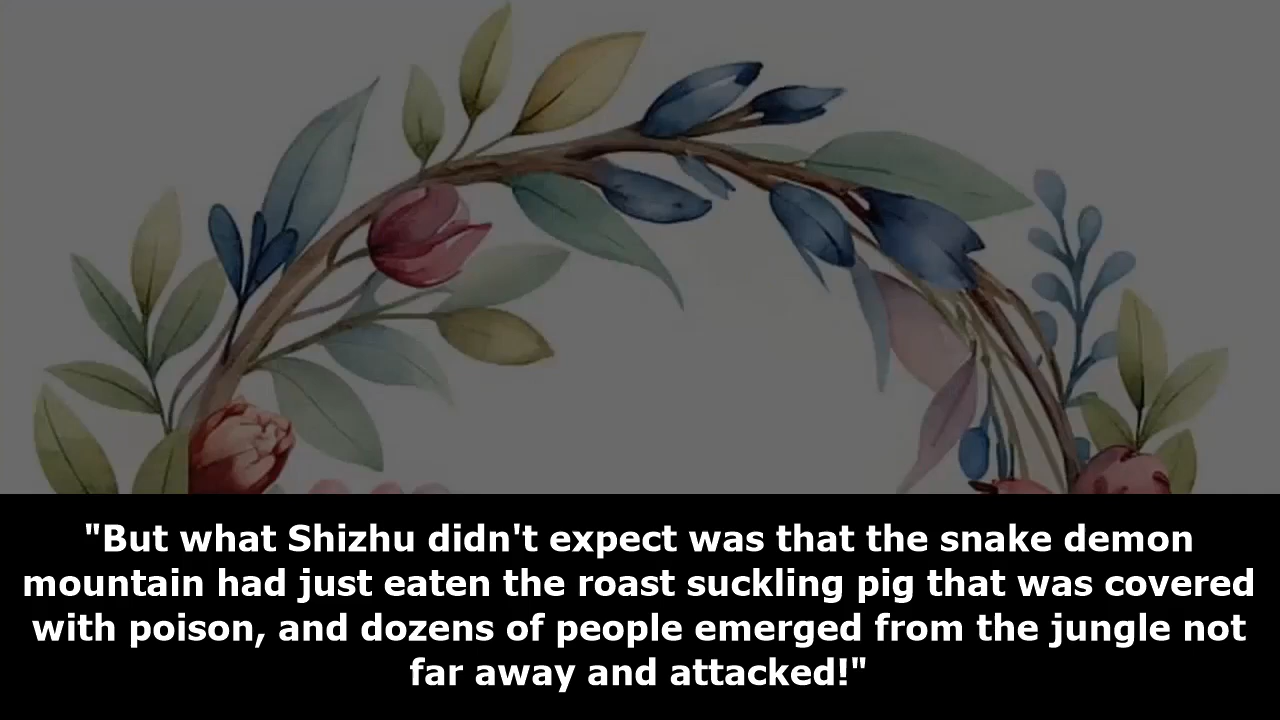 "But what Shizhu didn't expect was that the snake demon
mountain had just eaten the roast suckling pig that was covered
with poison, and dozens of people emerged from the jungle not
far away and attacked!"